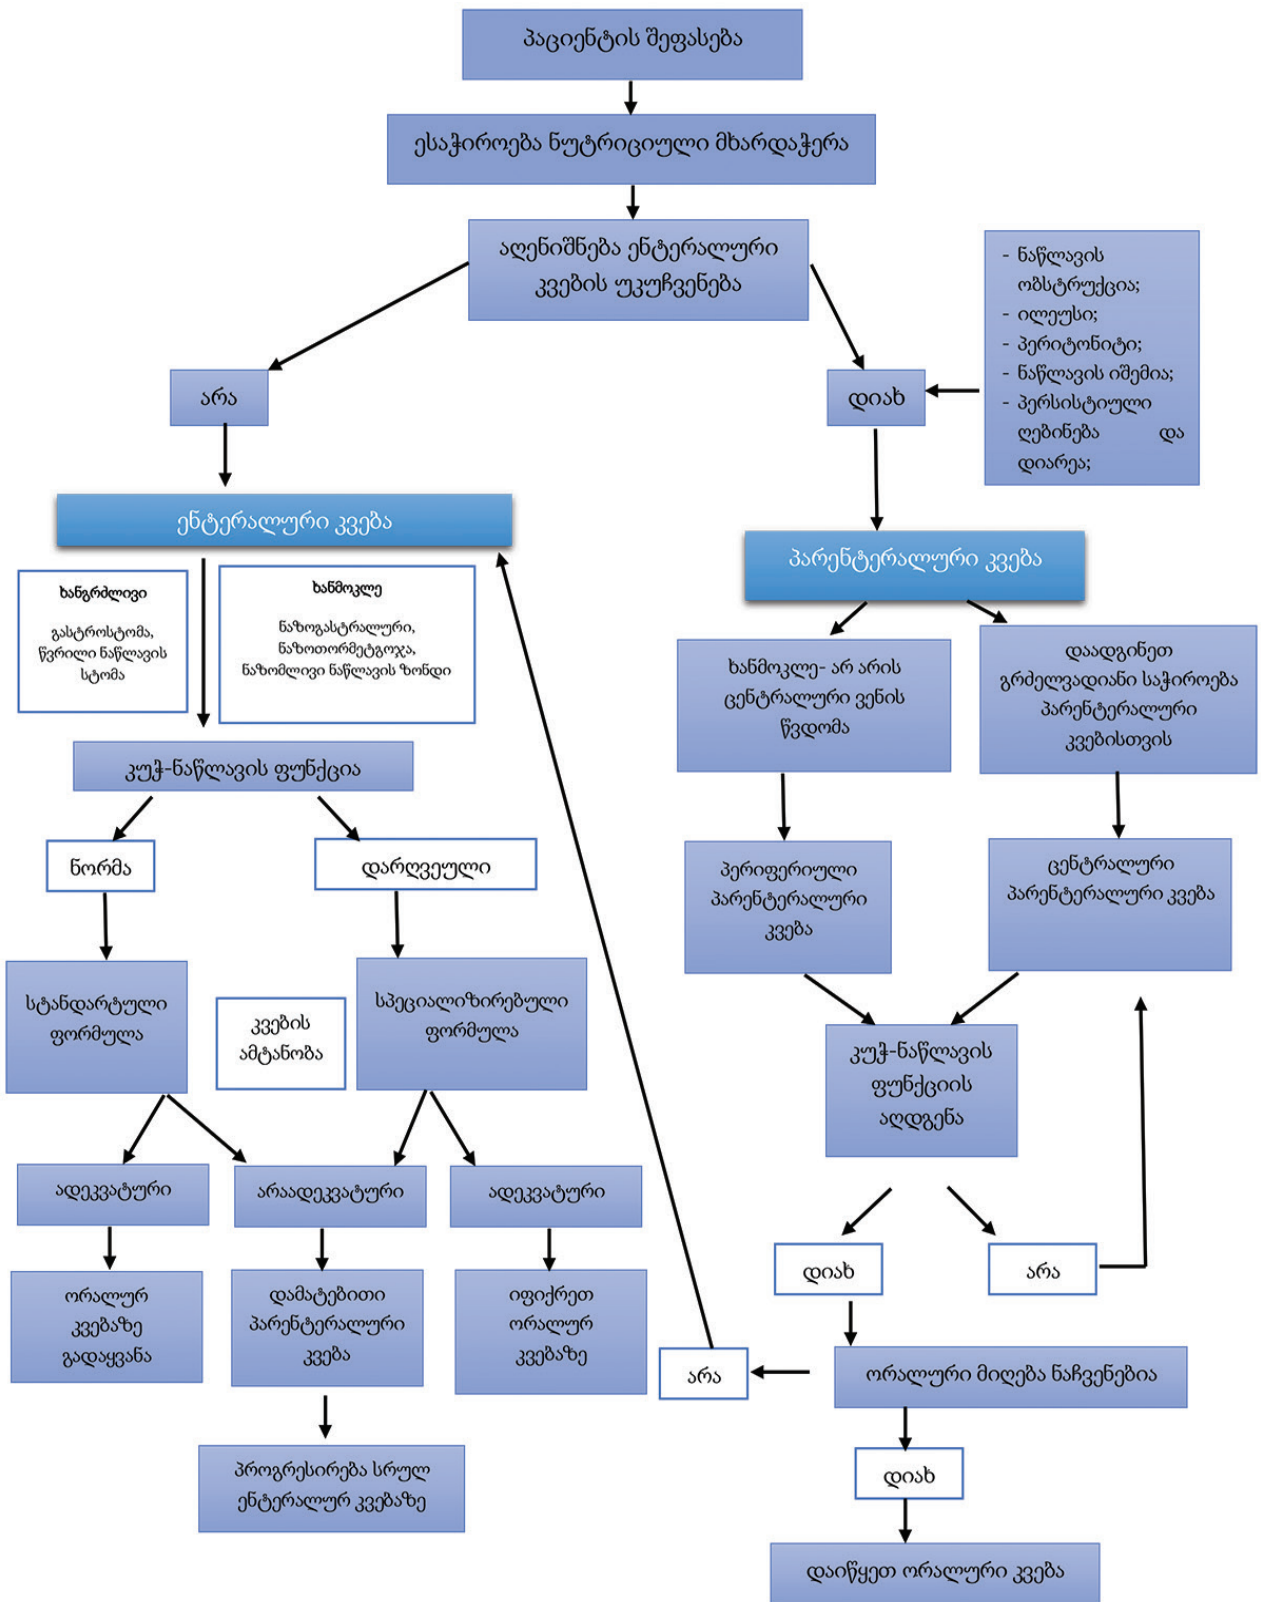 პაციენტის შეფასება
ესაჭიროება ნუტრიციული მხარდაჭერა
აღენიშნება ენტერალური
კვების უკუჩვენება
- ნაწლავის
ობსტრუქცია;
- ილეუსი;
- პერიტონიტი;
- ნაწლავის იშემია;
- პერსისტიული
ღებინება და
დიარეა;
არა
დიახ
ენტერალური კვება
პარენტერალური კვება
ხანგრძლივი
გასტროსტომა,
წვრილი ნაწლავის
სტომა
ხანმოკლე
ნაზოგასტრალური,
ნაზოთორმეტგოჯა,
ნაზომლივი ნაწლავის ზონდი
ხანმოკლე- არ არის
ცენტრალური ვენის
წვდომა
დაადგინეთ
გრძელვადიანი საჭიროება
პარენტერალური
კვებისთვის
კუჭ-ნაწლავის ფუნქცია
ნორმა
დარღვეული
პერიფერიული
პარენტერალური
კვება
ცენტრალური
პარენტერალური კვება
სტანდარტული
ფორმულა
კვების
ამტანობა
სპეციალიზირებული
ფორმულა
კუჭ-ნაწლავის
ფუნქციის
აღდგენა
ადეკვატური
არაადეკვატური
ადეკვატური
დიახ
არა
ორალურ
კვებაზე
გადაყვანა
დამატებითი
პარენტერალური
კვება
იფიქრეთ
ორალურ
კვებაზე
არა
ორალური მიღება ნაჩვენებია
პროგრესირება სრულ
ენტერალურ კვებაზე
დიახ
დაიწყეთ ორალური კვება